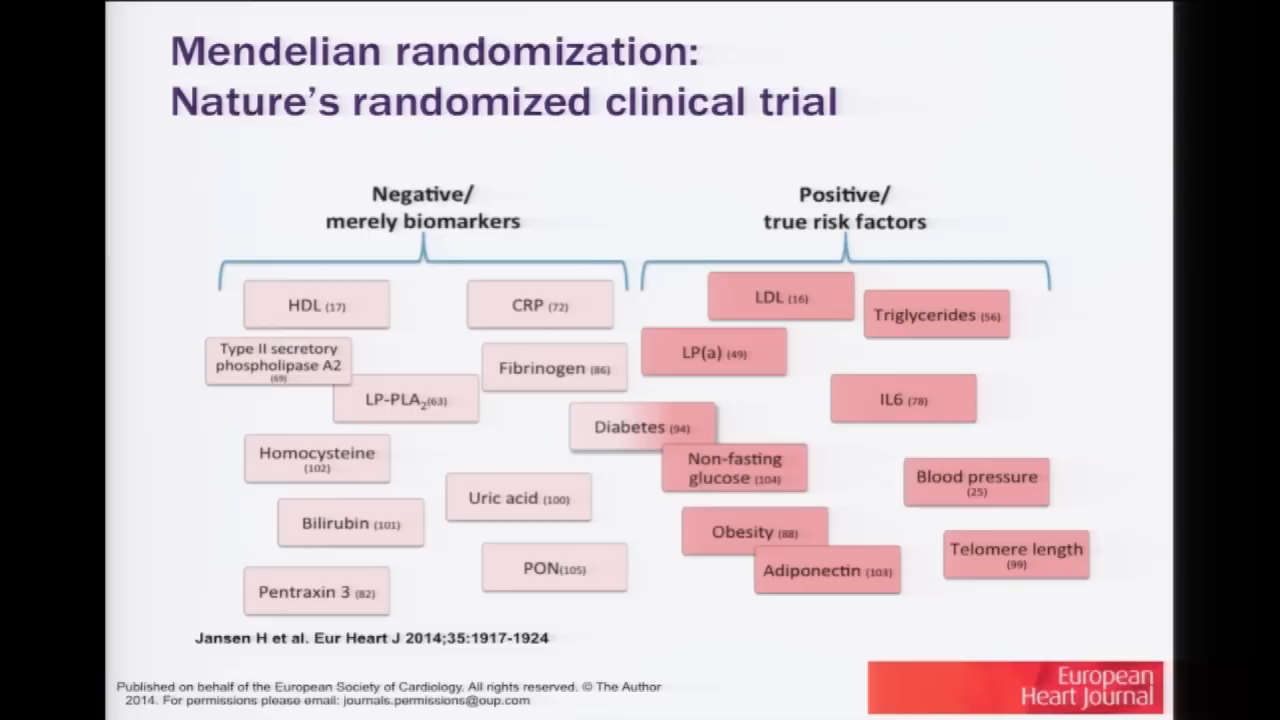 Mendelian randomization:
Nature's randomized clinical trial
Negative/
merely biomarkers
Positive/
true risk factors
HDL (17)
CRP (72)
LDL (16)
Triglycerides (56)
Type II secretory
phospholipase A2
(69)
Fibrinogen (86)
LP(a) (49)
LP-PLA2(63)
IL6 (78)
Diabetes (94)
Homocysteine
(102)
Non-fasting
glucose (104)
Blood pressure
(25)
Uric acid (100)
Bilirubin (101)
Obesity (88)
Telomere length
(99)
PON(105)
Adiponectin (103)
Pentraxin 3 (82)
Jansen H et al. Eur Heart J 2014;35:1917-1924
Published on behalf of the European Society of Cardiology. All rights reserved. © The Author
2014. For permissions please email: journals.permissions@oup.com
European
Heart Journal